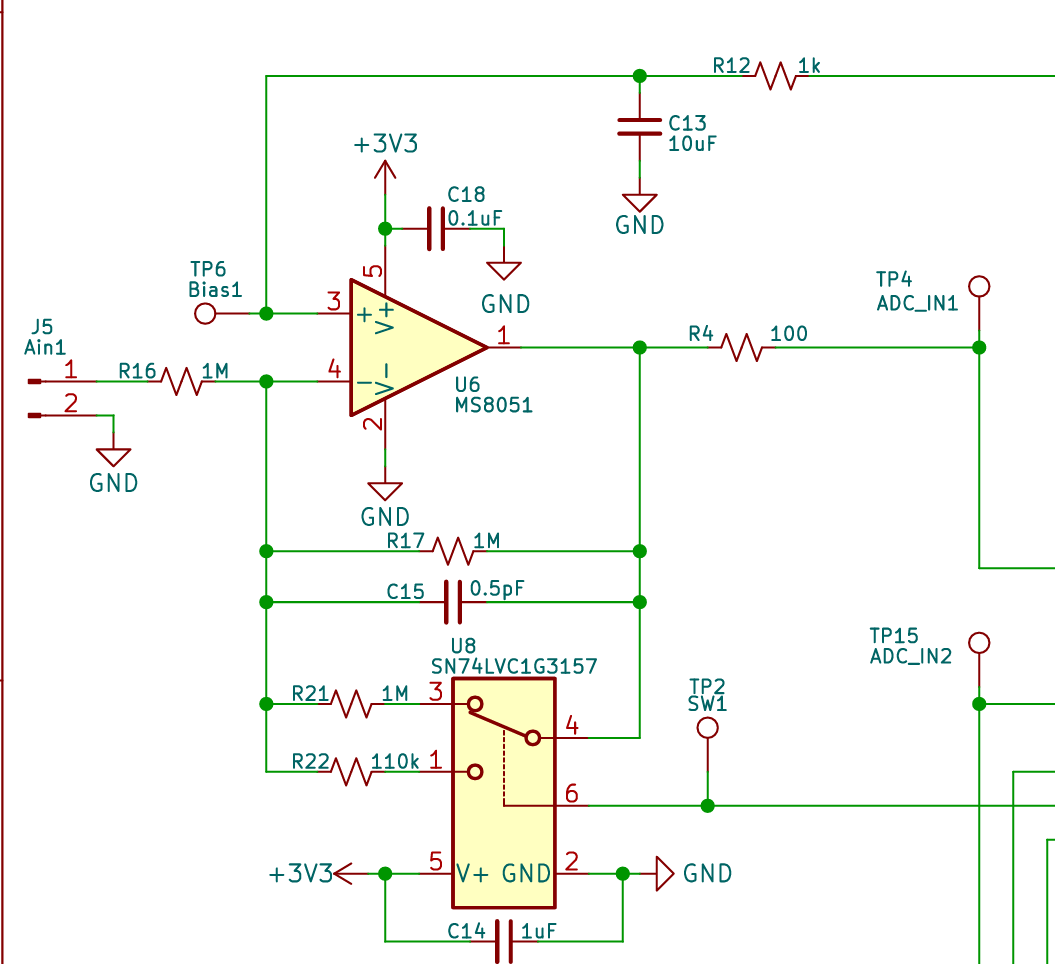 R12 1k
C13
10uF
GND
+3V3
C18
0.1uF
GND
5
TP6
Bias1
3
+
V+
1
R4 100
TP4
ADC_IN1
J5
Ain1
1
R16 1M
4
−
V−
U6
MS8051
2
2
GND
GND
R17 1M
C15 0.5pF
U8
SN74LVC1G3157
TP15
ADC_IN2
R21 1M 3
4
TP2
SW1
R22 110k 1
6
+3V3 5 V+ GND 2 GND
C14 1uF